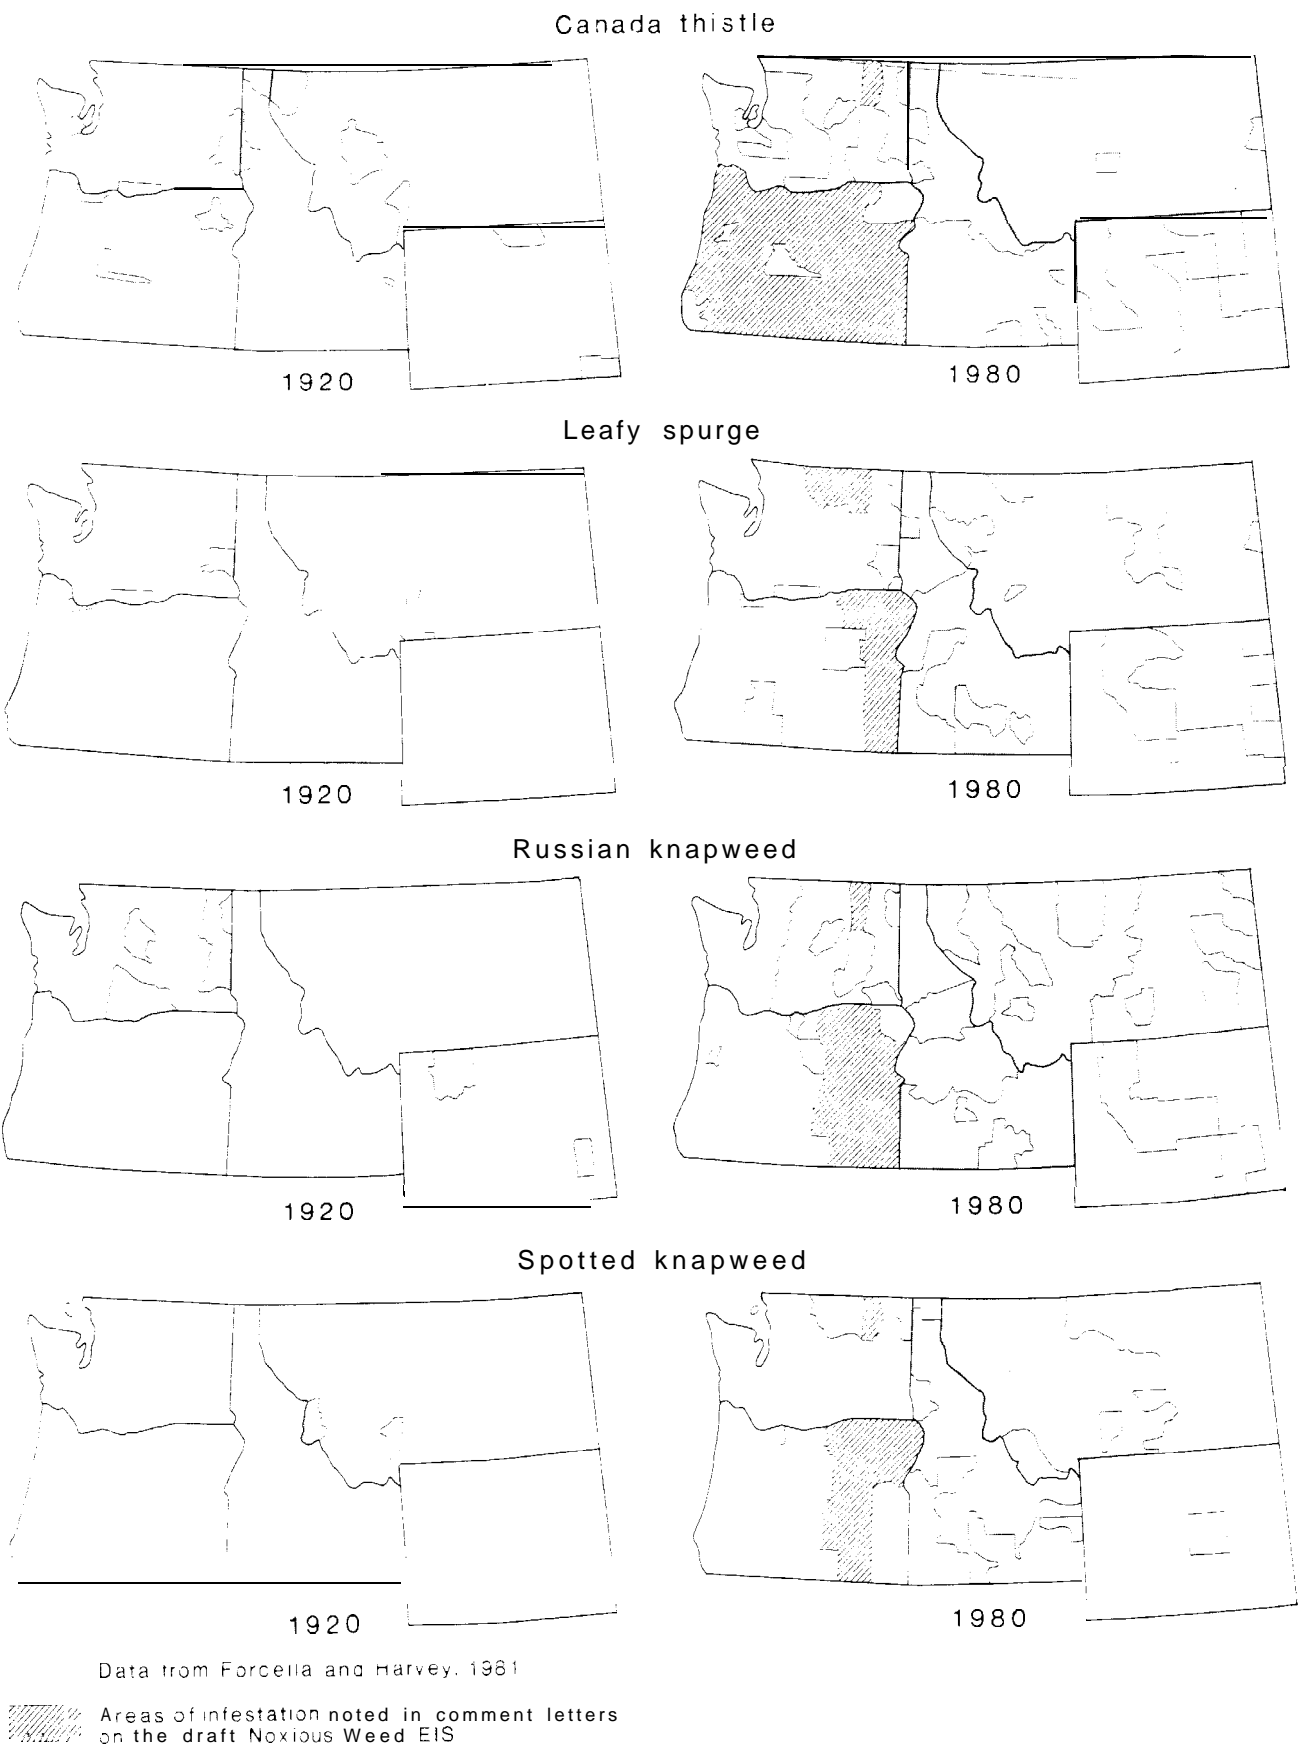 Canada thistle
1920
1980
Leafy spurge
1920
1980
Russian knapweed
1920
1980
Spotted knapweed
1920
1980
Data from Forcella and Harvey, 1981
Areas of infestation noted in comment letters
on the draft Noxious Weed EIS